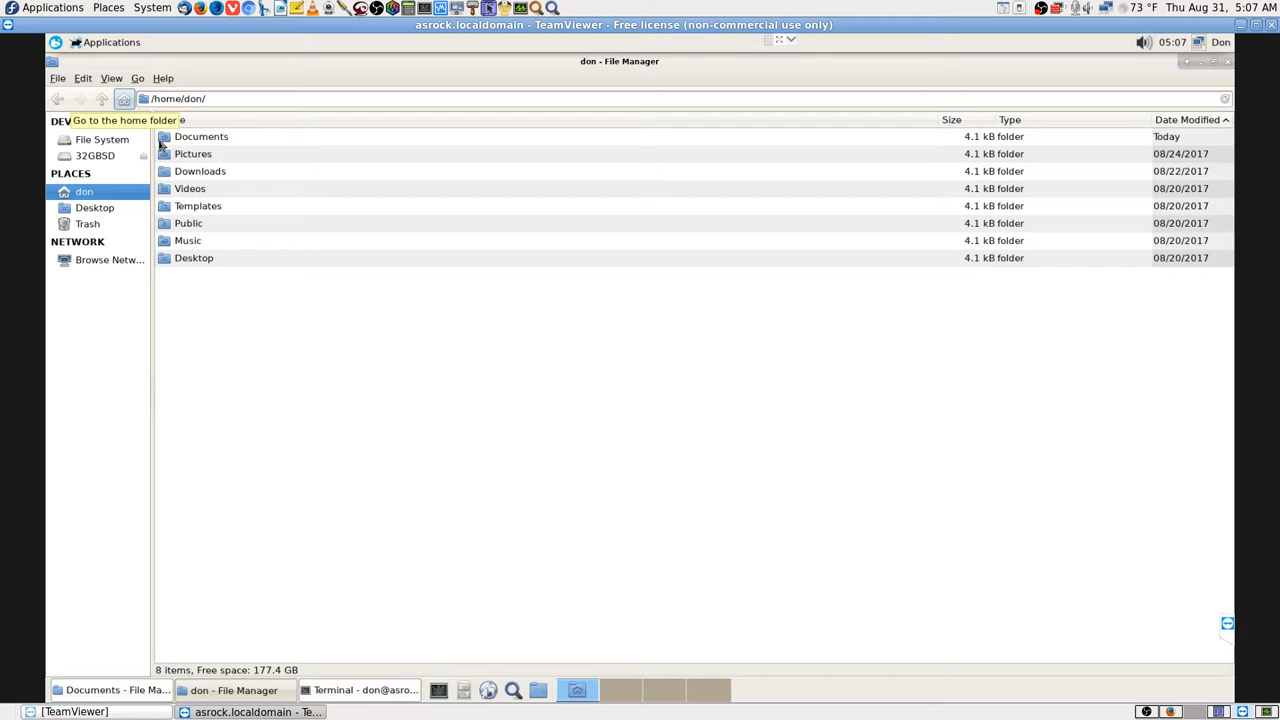 Applications Places System 73 °F Thu Aug 31, 5:07 AM
asrock.localdomain - TeamViewer - Free license (non-commercial use only)
Applications 05:07 Don
don - File Manager
File Edit View Go Help
/home/don/
DEV Go to the home folder e Size Type Date Modified
File System
32GBSD
PLACES
don
Desktop
Trash
NETWORK
Browse Netw...
Documents 4.1 kB folder Today
Pictures 4.1 kB folder 08/24/2017
Downloads 4.1 kB folder 08/22/2017
Videos 4.1 kB folder 08/20/2017
Templates 4.1 kB folder 08/20/2017
Public 4.1 kB folder 08/20/2017
Music 4.1 kB folder 08/20/2017
Desktop 4.1 kB folder 08/20/2017
8 items, Free space: 177.4 GB
Documents - File Ma... don - File Manager Terminal - don@asro...
[TeamViewer] asrock.localdomain - Te...